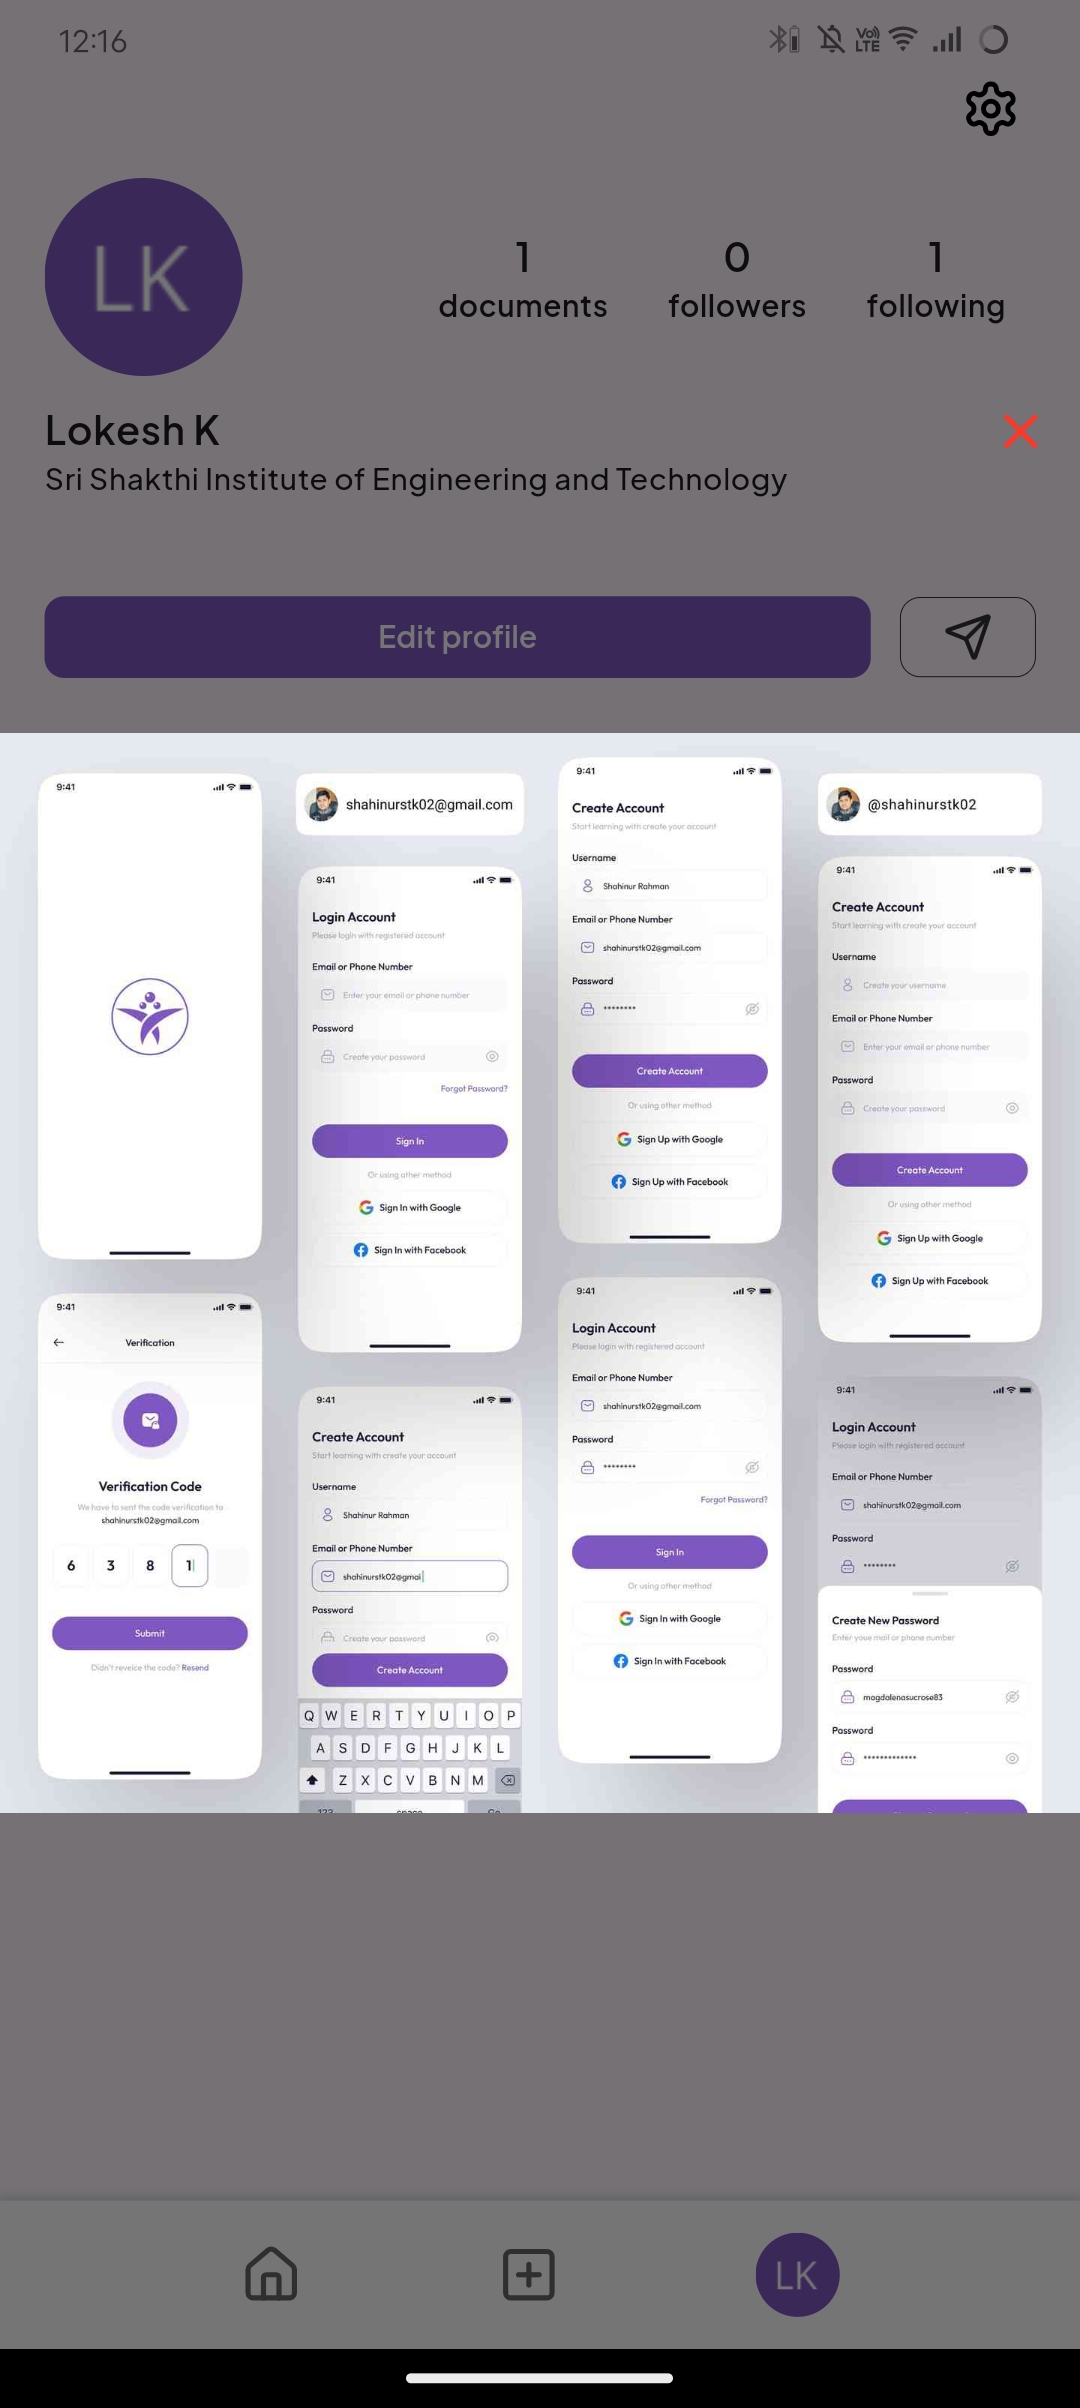 12:16
Vo)
LTE
LK
1
documents
0
followers
1
following
Lokesh K
Sri Shakthi Institute of Engineering and Technology
Edit profile
9:41
shahinurstk02@gmail.com
9:41
Login Account
Please login with registered account
Email or Phone Number
Enter your email or phone number
Password
Create your password
Forgot Password?
Sign In
Or using other method
Sign In with Google
Sign In with Facebook
9:41
Create Account
Start learning with create your account
Username
Shahinur Rahman
Email or Phone Number
shahinurstk02@gmail.com
Password
********
Create Account
Or using other method
Sign Up with Google
Sign Up with Facebook
@shahinurstk02
9:41
Create Account
Start learning with create your account
Username
Create your username
Email or Phone Number
Enter your email or phone number
Password
Create your password
Create Account
Or using other method
Sign Up with Google
Sign Up with Facebook
9:41
Verification
Verification Code
We have to sent the code verification to
shahinurstk02@gmail.com
6 3 8 1
Submit
Didn't reveice the code? Resend
9:41
Create Account
Start learning with create your account
Username
Shahinur Rahman
Email or Phone Number
shahinurstk02@gmai
Password
Create your password
Create Account
Q W E R T Y U I O P
A S D F G H J K L
Z X C V B N M
123 space Go
9:41
Login Account
Please login with registered account
Email or Phone Number
shahinurstk02@gmail.com
Password
********
Forgot Password?
Sign In
Or using other method
Sign In with Google
Sign In with Facebook
9:41
Login Account
Please login with registered account
Email or Phone Number
shahinurstk02@gmail.com
Password
********
Create New Password
Enter youe mail or phone number
Password
magdalenasucrose83
Password
*************
LK